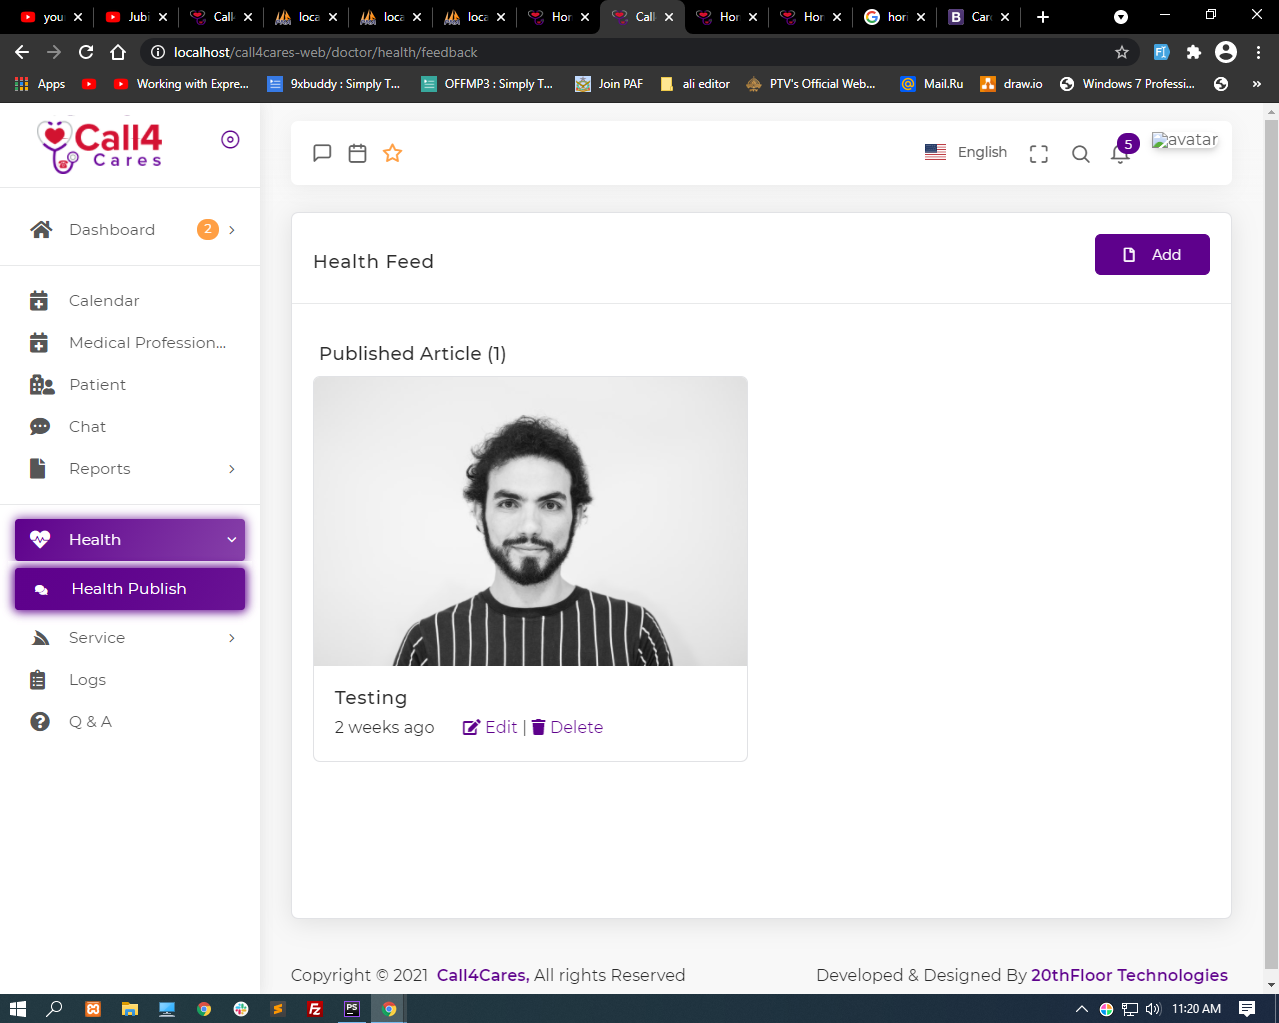 you
Jubi
Call
loca
loca
loca
Hor
Call
Hor
Hor
hori
Car
localhost/call4cares-web/doctor/health/feedback
Apps
Working with Expre...
9xbuddy : Simply T...
OFFMP3 : Simply T...
Join PAF
ali editor
PTV's Official Web...
Mail.Ru
draw.io
Windows 7 Professi...
»
Call4
Cares
English
5
avatar
Dashboard 2
Calendar
Medical Profession...
Patient
Chat
Reports
Health
Health Publish
Service
Logs
Q & A
Health Feed
Add
Published Article (1)
Testing
2 weeks ago Edit | Delete
Copyright © 2021 Call4Cares, All rights Reserved
Developed & Designed By 20thFloor Technologies
11:20 AM